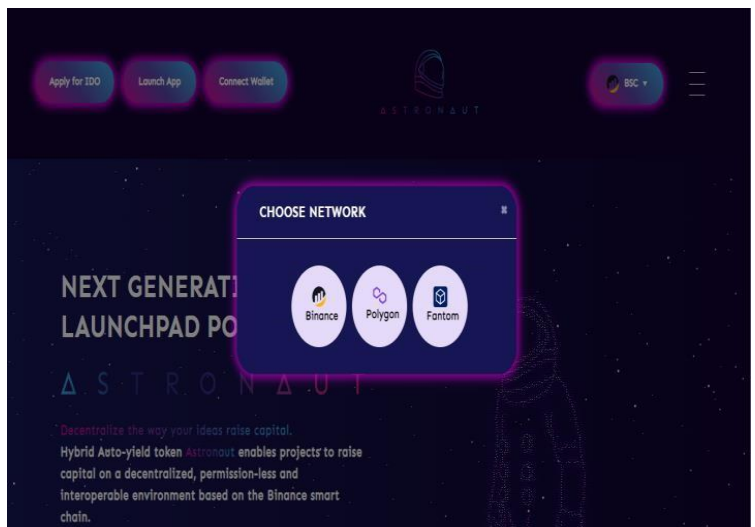 Apply for IDO
Launch App
Connect Wallet
ASTRONAUT
BSC
CHOOSE NETWORK
Binance
Polygon
Fantom
NEXT GENERATI
LAUNCHPAD PO
ASTRONAUT
Decentralize the way your ideas raise capital.
Hybrid Auto-yield token Astronaut enables projects to raise
capital on a decentralized, permission-less and
interoperable environment based on the Binance smart
chain.